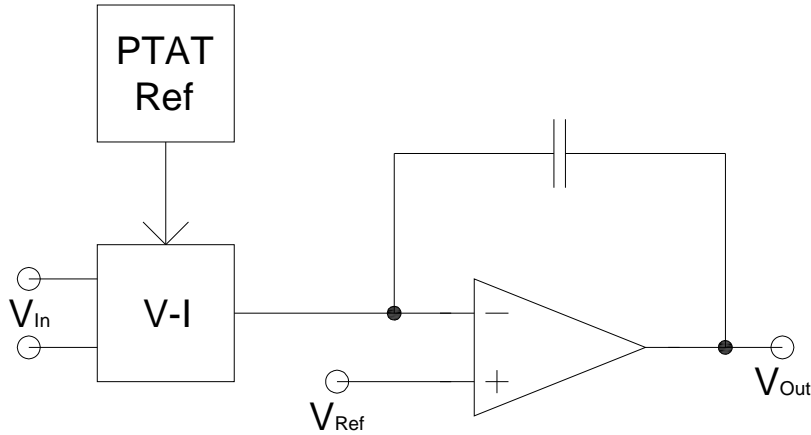 PTAT
Ref
V-I
VIn
VRef
VOut